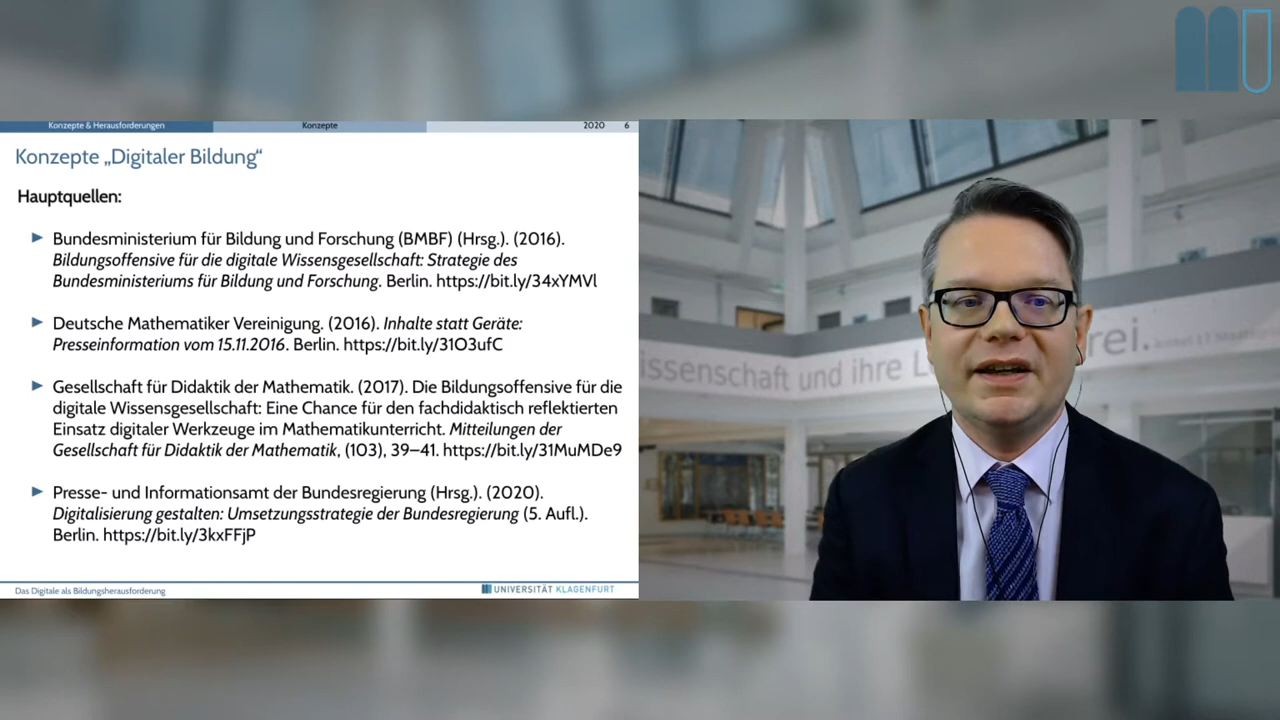 Konzepte & Herausforderungen
Konzepte
2020 6
Konzepte „Digitaler Bildung“
Hauptquellen:
Bundesministerium für Bildung und Forschung (BMBF) (Hrsg.). (2016).
Bildungsoffensive für die digitale Wissensgesellschaft: Strategie des
Bundesministeriums für Bildung und Forschung. Berlin. https://bit.ly/34xYMVl
Deutsche Mathematiker Vereinigung. (2016). Inhalte statt Geräte:
Presseinformation vom 15.11.2016. Berlin. https://bit.ly/31O3ufC
Gesellschaft für Didaktik der Mathematik. (2017). Die Bildungsoffensive für die
digitale Wissensgesellschaft: Eine Chance für den fachdidaktisch reflektierten
Einsatz digitaler Werkzeuge im Mathematikunterricht. Mitteilungen der
Gesellschaft für Didaktik der Mathematik, (103), 39–41. https://bit.ly/31MuMDe9
Presse- und Informationsamt der Bundesregierung (Hrsg.). (2020).
Digitalisierung gestalten: Umsetzungsstrategie der Bundesregierung (5. Aufl.).
Berlin. https://bit.ly/3kxFFjP
Das Digitale als Bildungsherausforderung
UNIVERSITÄT KLAGENFURT
issenschaft und ihre L rei.